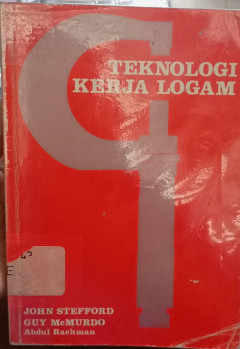 TEKNOLOGI
KERJA LOGAM
JOHN STEFFORD
GUY McMURDO
Abdul Rachman